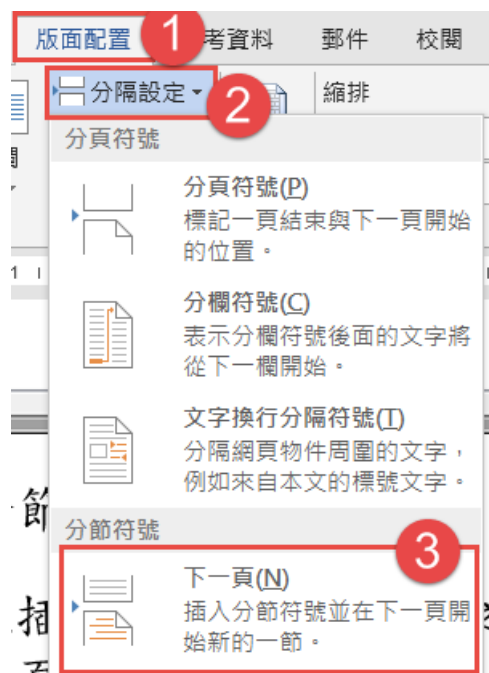 版面配置 1 考資料 郵件 校閱
分隔設定 2 縮排
分頁符號
分頁符號(P)
標記一頁結束與下一頁開始
的位置。
分欄符號(C)
表示分欄符號後面的文字將
從下一欄開始。
文字換行分隔符號(T)
分隔網頁物件周圍的文字，
例如來自本文的標號文字。
節
分節符號
3
下一頁(N)
插
插入分節符號並在下一頁開
始新的一節。